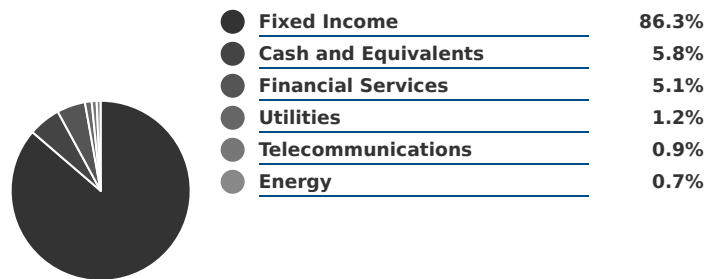 Fixed Income 86.3%
Cash and Equivalents 5.8%
Financial Services 5.1%
Utilities 1.2%
Telecommunications 0.9%
Energy 0.7%